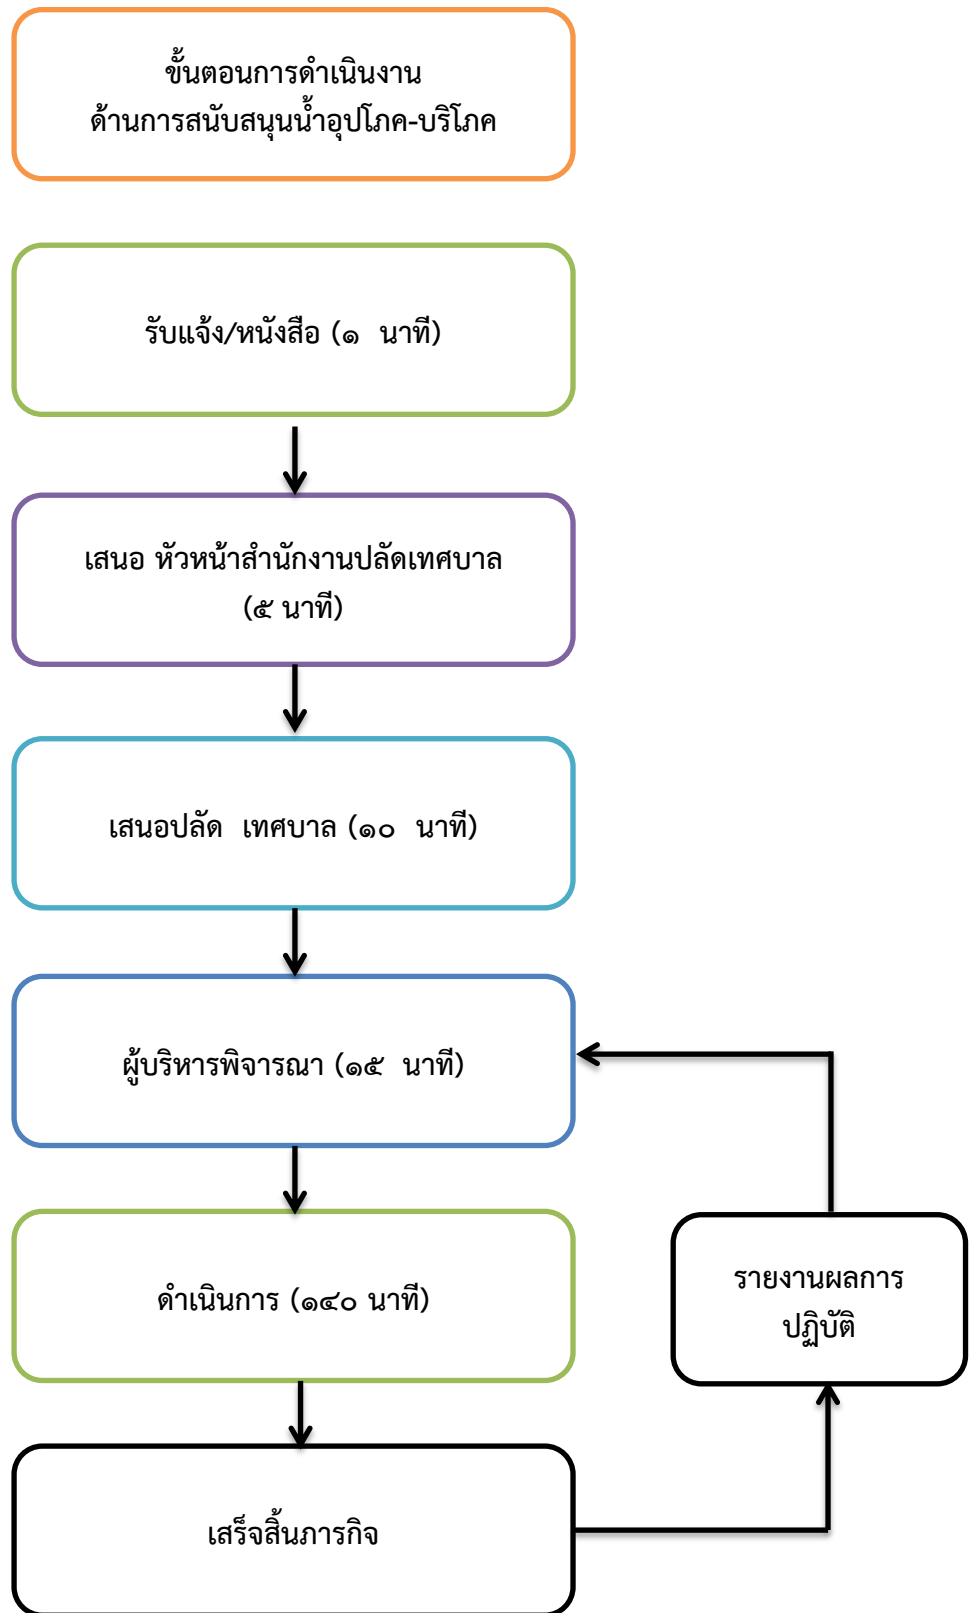 ขั้นตอนการดำเนินงาน
ด้านการสนับสนุนน้ำอุปโภค-บริโภค
รับแจ้ง/หนังสือ (๑ นาที)
เสนอ หัวหน้าสำนักงานปลัดเทศบาล
(๕ นาที)
เสนอปลัด เทศบาล (๑๐ นาที)
ผู้บริหารพิจารณา (๑๕ นาที)
ดำเนินการ (๑๔๐ นาที)
รายงานผลการ
ปฏิบัติ
เสร็จสิ้นภารกิจ